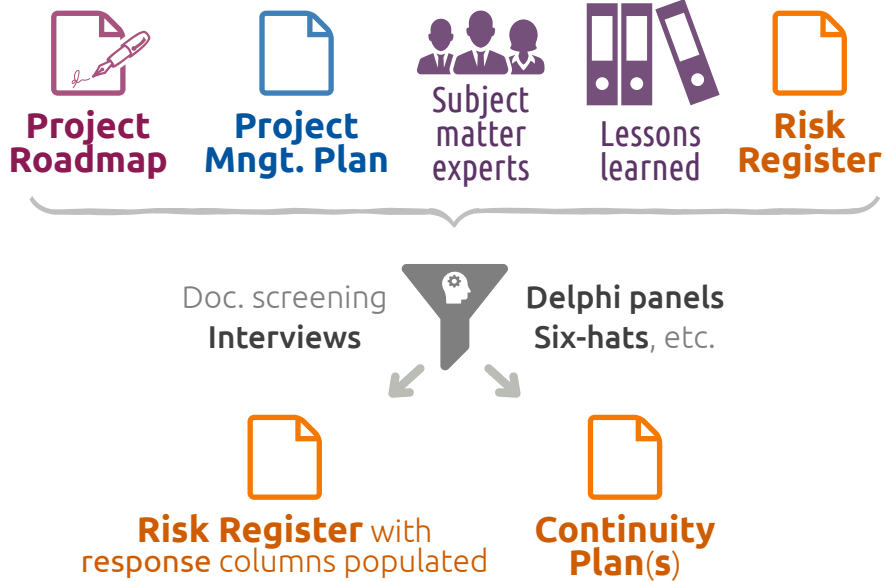 Project
Roadmap
Project
Mngt. Plan
Subject
matter
experts
Lessons
learned
Risk
Register
Doc. screening
Interviews
Delphi panels
Six-hats, etc.
Risk Register with
response columns populated
Continuity
Plan(s)